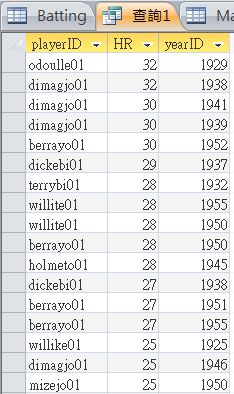 Batting 查詢1 Ma
playerID HR yearID
odoulle01 32 1929
dimagjo01 32 1938
dimagjo01 30 1941
dimagjo01 30 1939
berrayo01 30 1952
dickebi01 29 1937
terrybi01 28 1932
willite01 28 1955
willite01 28 1950
berrayo01 28 1950
holmeto01 28 1945
dickebi01 27 1938
berrayo01 27 1951
berrayo01 27 1955
willike01 25 1925
dimagjo01 25 1946
mizejo01 25 1950